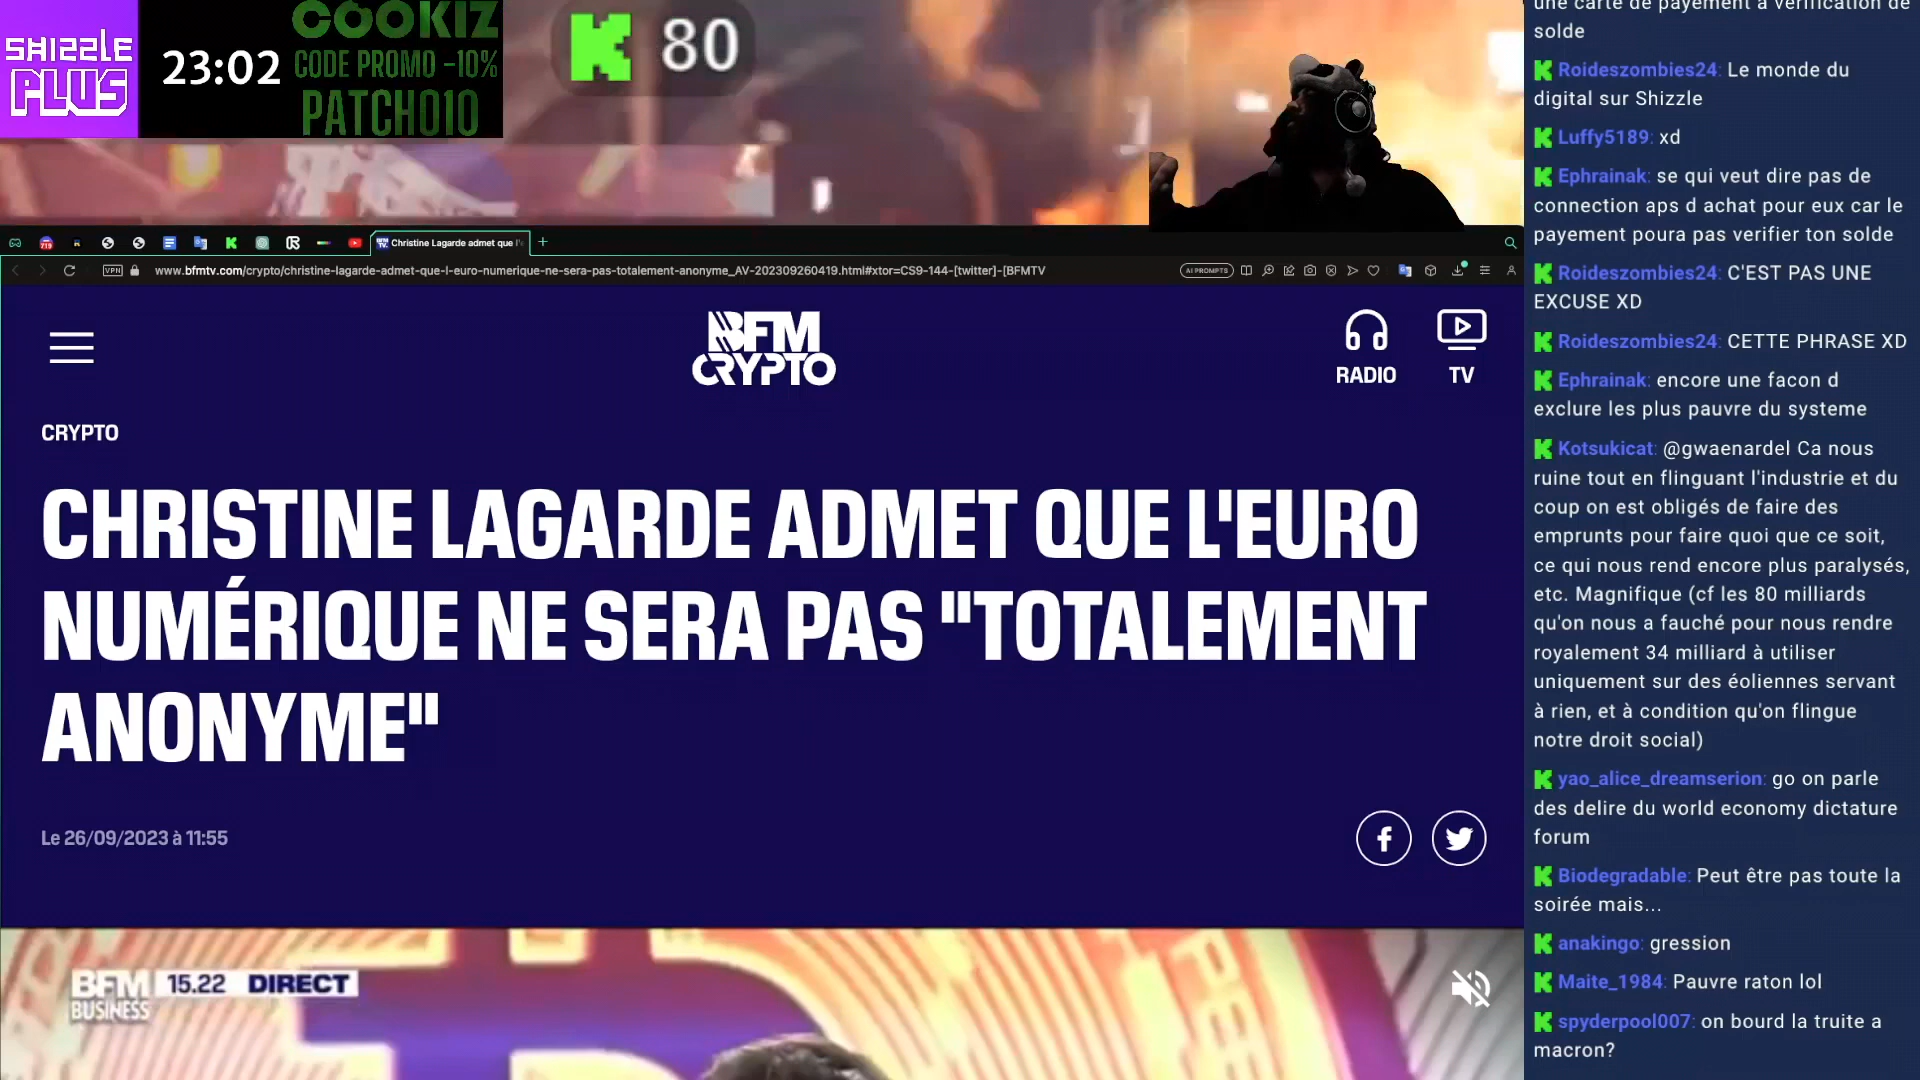 SHIZZLE
PLUS
23:02
COOKIZ
CODE PROMO -10%
PATCHO10
80
Christine Lagarde admet que l'e
VPN
www.bfmtv.com/crypto/christine-lagarde-admet-que-l-euro-numerique-ne-sera-pas-totalement-anonyme_AV-202309260419.html#xtor=CS9-144-[twitter]-[BFMTV
AI PROMPTS
BFM
CRYPTO
RADIO
TV
CRYPTO
CHRISTINE LAGARDE ADMET QUE L'EURO
NUMÉRIQUE NE SERA PAS "TOTALEMENT
ANONYME"
Le 26/09/2023 à 11:55
BFM
BUSINESS
15.22 DIRECT
une carte de payement a verification de
solde
Roideszombies24: Le monde du
digital sur Shizzle
Luffy5189: xd
Ephrainak: se qui veut dire pas de
connection aps d achat pour eux car le
payement poura pas verifier ton solde
Roideszombies24: C'EST PAS UNE
EXCUSE XD
Roideszombies24: CETTE PHRASE XD
Ephrainak: encore une facon d
exclure les plus pauvre du systeme
Kotsukicat: @gwaenardel Ca nous
ruine tout en flinguant l'industrie et du
coup on est obligés de faire des
emprunts pour faire quoi que ce soit,
ce qui nous rend encore plus paralysés,
etc. Magnifique (cf les 80 milliards
qu'on nous a fauché pour nous rendre
royalement 34 milliard à utiliser
uniquement sur des éoliennes servant
à rien, et à condition qu'on flingue
notre droit social)
yao_alice_dreamserion: go on parle
des delire du world economy dictature
forum
Biodegradable: Peut être pas toute la
soirée mais...
anakingo: gression
Maite_1984: Pauvre raton lol
spyderpool007: on bourd la truite a
macron?